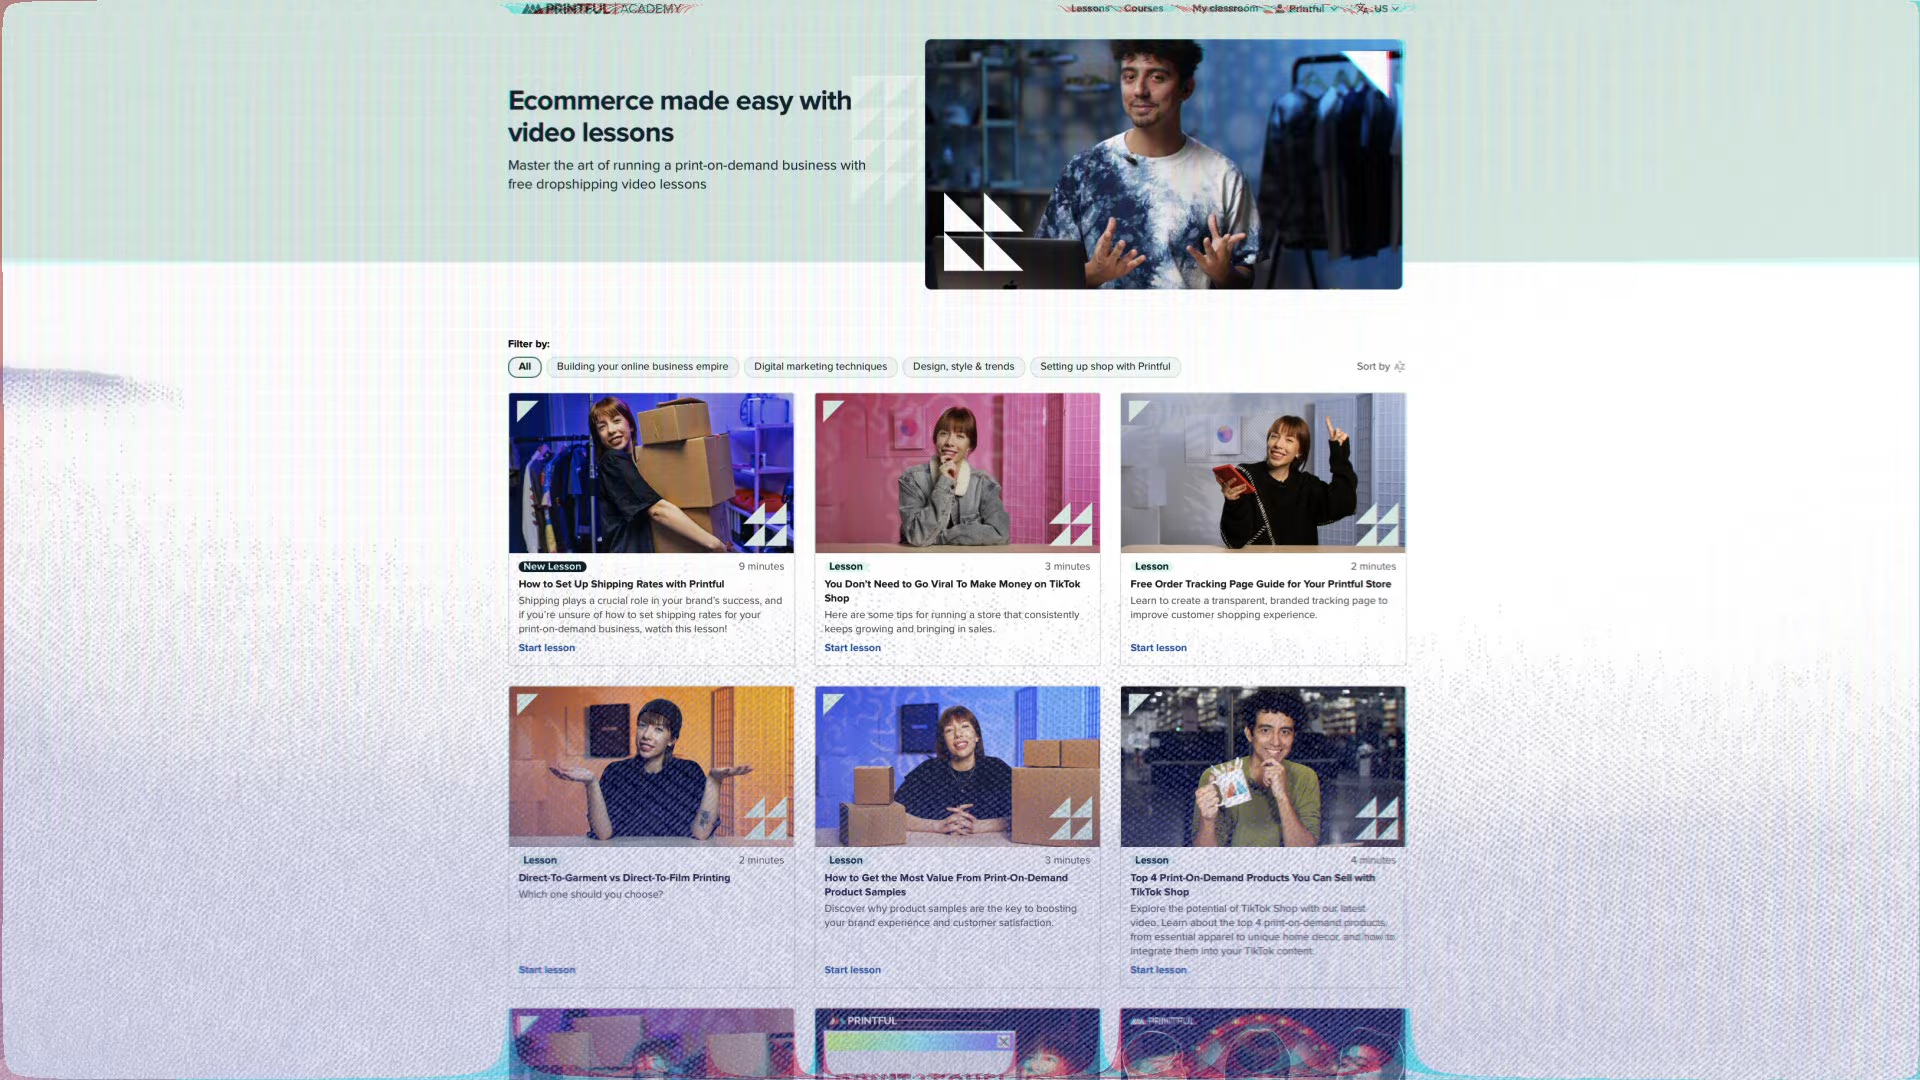 PRINTFUL | ACADEMY
Lessons Courses My classroom Printful US
Ecommerce made easy with
video lessons
Master the art of running a print-on-demand business with
free dropshipping video lessons
Filter by:
All Building your online business empire Digital marketing techniques Design, style & trends Setting up shop with Printful Sort by AZ
New Lesson 9 minutes
How to Set Up Shipping Rates with Printful
Shipping plays a crucial role in your brand's success, and
if you're unsure of how to set shipping rates for your
print-on-demand business, watch this lesson!
Start lesson
Lesson 3 minutes
You Don't Need to Go Viral To Make Money on TikTok
Shop
Here are some tips for running a store that consistently
keeps growing and bringing in sales.
Start lesson
Lesson 2 minutes
Free Order Tracking Page Guide for Your Printful Store
Learn to create a transparent, branded tracking page to
improve customer shopping experience.
Start lesson
Lesson 2 minutes
Direct-To-Garment vs Direct-To-Film Printing
Which one should you choose?
Start lesson
Lesson 3 minutes
How to Get the Most Value From Print-On-Demand
Product Samples
Discover why product samples are the key to boosting
your brand experience and customer satisfaction.
Start lesson
Lesson 4 minutes
Top 4 Print-On-Demand Products You Can Sell with
TikTok Shop
Explore the potential of TikTok Shop with our latest
video. Learn about the top 4 print-on-demand products,
from essential apparel to unique home decor, and how to
integrate them into your TikTok content.
Start lesson
PRINTFUL
PRINTFUL